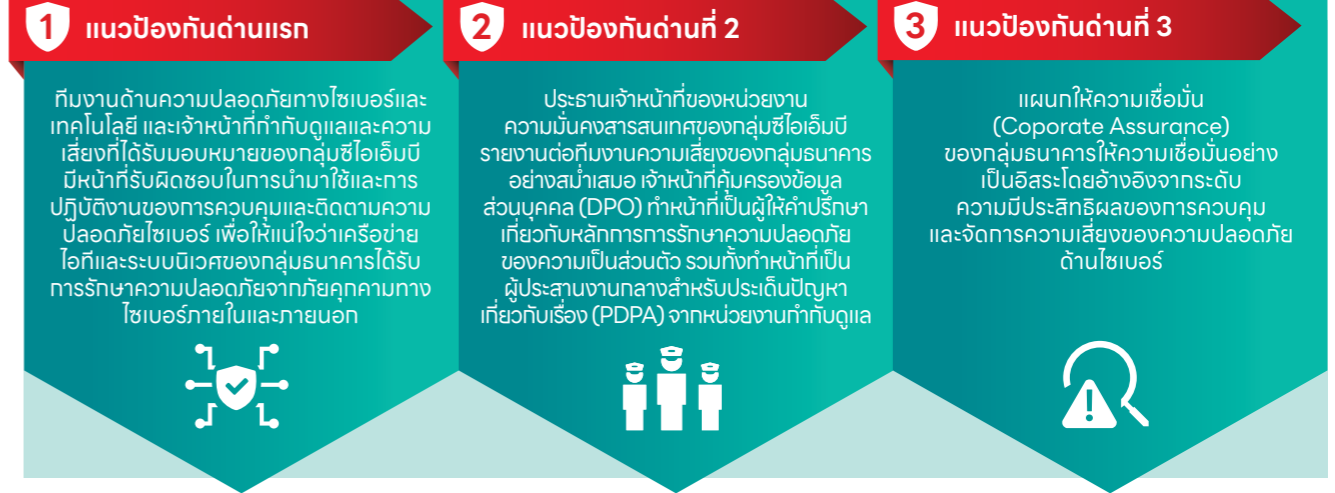 1 แนวป้องกันด่านแรก
ทีมงานด้านความปลอดภัยทางไซเบอร์และ
เทคโนโลยี และเจ้าหน้าที่กำกับดูแลและความ
เสี่ยงที่ได้รับมอบหมายของกลุ่มซีไอเอ็มบี
มีหน้าที่รับผิดชอบในการนำมาใช้และการ
ปฏิบัติงานของการควบคุมและติดตามความ
ปลอดภัยไซเบอร์ เพื่อให้แน่ใจว่าเครือข่าย
ไอทีและระบบนิเวศของกลุ่มธนาคารได้รับ
การรักษาความปลอดภัยจากภัยคุกคามทาง
ไซเบอร์ภายในและภายนอก
2 แนวป้องกันด่านที่ 2
ประธานเจ้าหน้าที่ของหน่วยงาน
ความมั่นคงสารสนเทศของกลุ่มซีไอเอ็มบี
รายงานต่อทีมงานความเสี่ยงของกลุ่มธนาคาร
อย่างสม่ำเสมอ เจ้าหน้าที่คุ้มครองข้อมูล
ส่วนบุคคล (DPO) ทำหน้าที่เป็นผู้ให้คำปรึกษา
เกี่ยวกับหลักการการรักษาความปลอดภัย
ของความเป็นส่วนตัว รวมทั้งทำหน้าที่เป็น
ผู้ประสานงานกลางสำหรับประเด็นปัญหา
เกี่ยวกับเรื่อง (PDPA) จากหน่วยงานกำกับดูแล
3 แนวป้องกันด่านที่ 3
แผนกให้ความเชื่อมั่น
(Coporate Assurance)
ของกลุ่มธนาคารให้ความเชื่อมั่นอย่าง
เป็นอิสระโดยอ้างอิงจากระดับ
ความมีประสิทธิผลของการควบคุม
และจัดการความเสี่ยงของความปลอดภัย
ด้านไซเบอร์